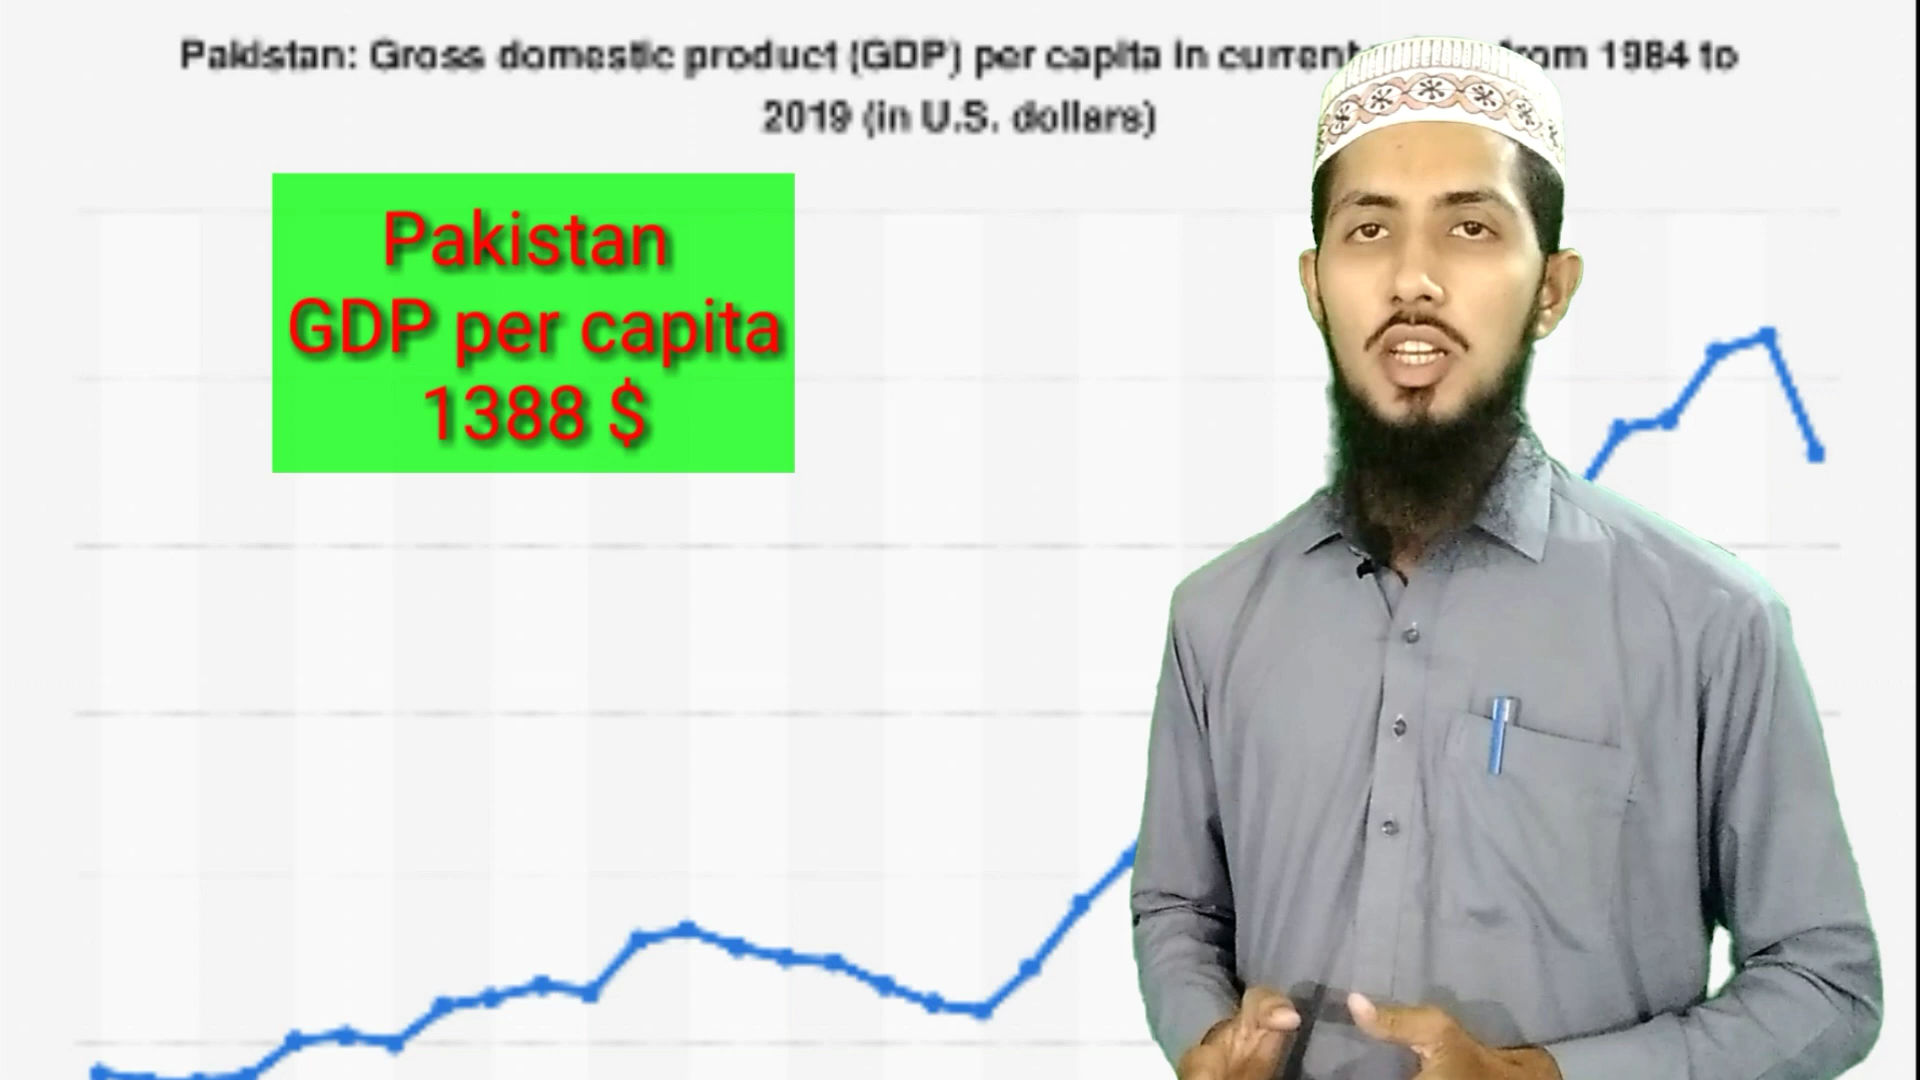 Pakistan: Gross domestic product (GDP) per capita in current from 1984 to
2019 (in U.S. dollars)
Pakistan
GDP per capita
1388 $